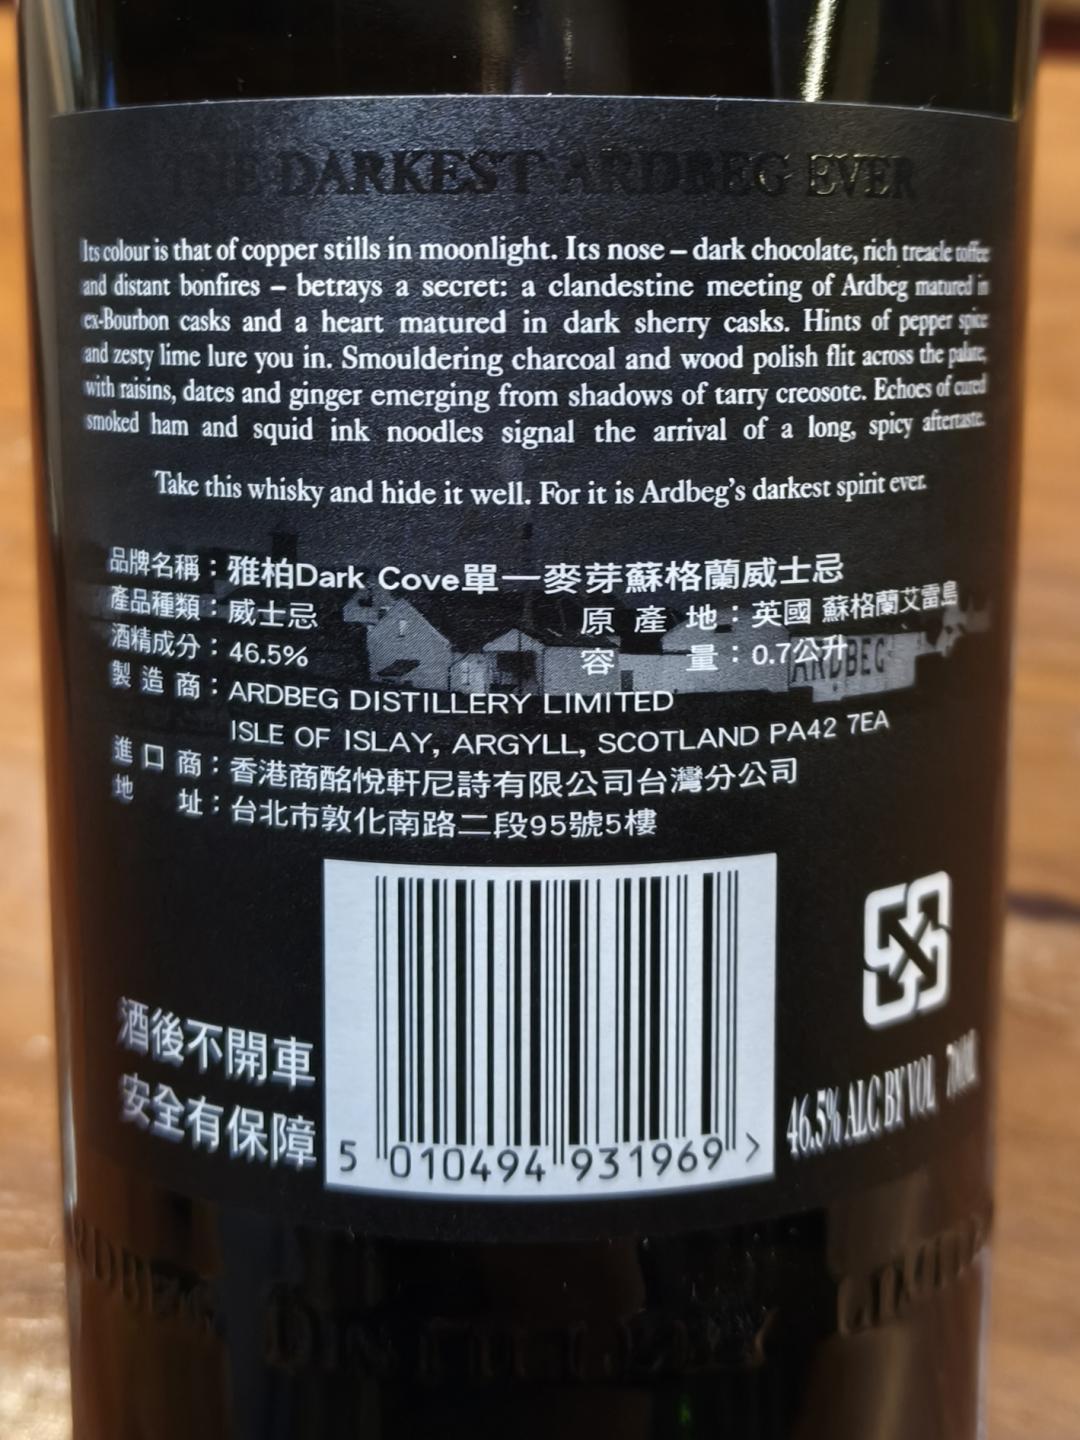 THE DARKEST ARDBEG EVER
Its colour is that of copper stills in moonlight. Its nose – dark chocolate, rich treacle toffee
and distant bonfires – betrays a secret: a clandestine meeting of Ardbeg matured in
ex-Bourbon casks and a heart matured in dark sherry casks. Hints of pepper spice
and zesty lime lure you in. Smouldering charcoal and wood polish flit across the palate,
with raisins, dates and ginger emerging from shadows of tarry creosote. Echoes of cured
smoked ham and squid ink noodles signal the arrival of a long, spicy aftertaste.
Take this whisky and hide it well. For it is Ardbeg's darkest spirit ever.
品牌名稱：雅柏Dark Cove單一麥芽蘇格蘭威士忌
產品種類：威士忌 原產地：英國 蘇格蘭艾雷島
酒精成分：46.5% 容量：0.7公升
ARDBEG
製造商：ARDBEG DISTILLERY LIMITED
ISLE OF ISLAY, ARGYLL, SCOTLAND PA42 7EA
進口商：香港商酩悅軒尼詩有限公司台灣分公司
地址：台北市敦化南路二段95號5樓
酒後不開車
安全有保障
5 010494 931969 >
46.5% ALC BY VOL 700ML
ARDBEG DISTILLERY LIMITED